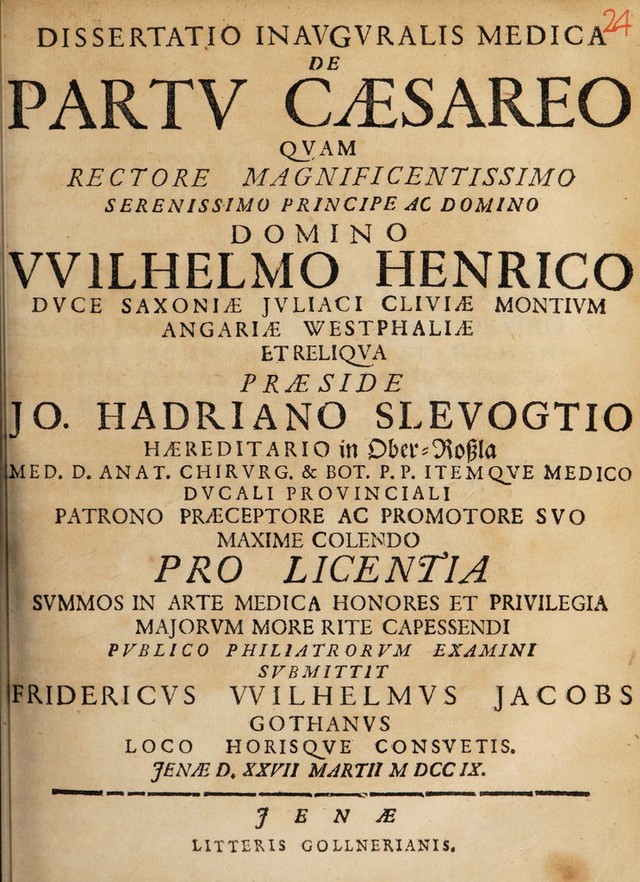 24
DISSERTATIO INAVGVRALIS MEDICA
DE
PARTV CÆSAREO
QVAM
RECTORE MAGNIFICENTISSIMO
SERENISSIMO PRINCIPE AC DOMINO
DOMINO
VVILHELMO HENRICO
DVCE SAXONIÆ JVLIACI CLIVIÆ MONTIVM
ANGARIÆ WESTPHALIÆ
ET RELIQVA
PRÆSIDE
JO. HADRIANO SLEVOGTIO
HÆREDITARIO in Ober⸗Roßla
MED. D. ANAT. CHIRVRG. & BOT. P. P. ITEMQVE MEDICO
DVCALI PROVINCIALI
PATRONO PRÆCEPTORE AC PROMOTORE SVO
MAXIME COLENDO
PRO LICENTIA
SVMMOS IN ARTE MEDICA HONORES ET PRIVILEGIA
MAJORVM MORE RITE CAPESSENDI
PVBLICO PHILIATRORVM EXAMINI
SVBMITTIT
FRIDERICVS VVILHELMVS JACOBS
GOTHANVS
LOCO HORISQVE CONSVETIS.
JENÆ D. XXVII MARTII M DCC IX.
JENÆ
LITTERIS GOLLNERIANIS.